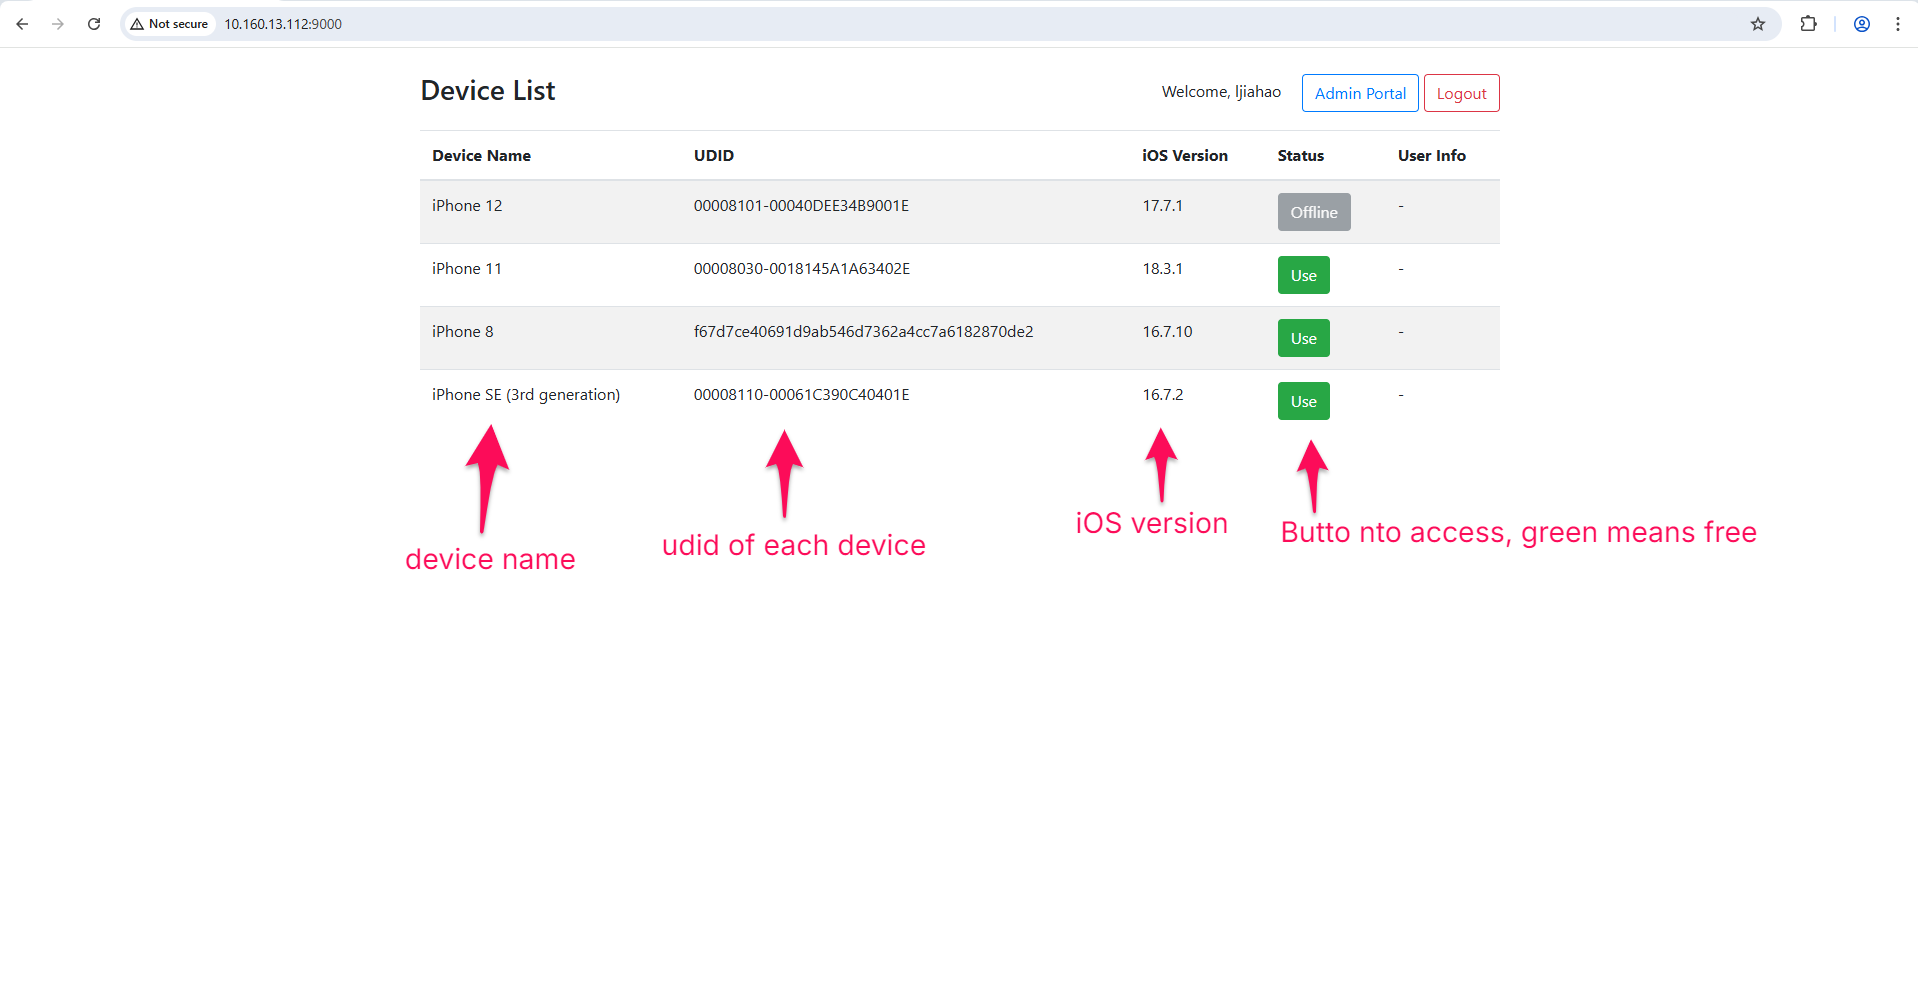 Not secure 10.160.13.112:9000
Device List
Welcome, ljiahao Admin Portal Logout
Device Name UDID iOS Version Status User Info
iPhone 12 00008101-00040DEE34B9001E 17.7.1 Offline -
iPhone 11 00008030-0018145A1A63402E 18.3.1 Use -
iPhone 8 f67d7ce40691d9ab546d7362a4cc7a6182870de2 16.7.10 Use -
iPhone SE (3rd generation) 00008110-00061C390C40401E 16.7.2 Use -
device name
udid of each device
iOS version
Butto nto access, green means free